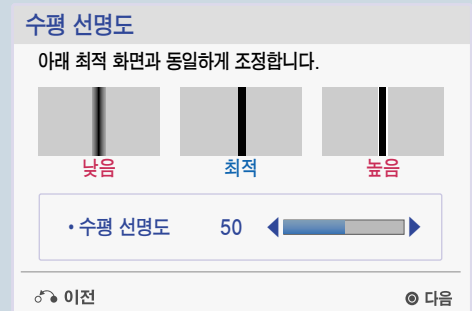 수평 선명도
아래 최적 화면과 동일하게 조정합니다.
낮음 최적 높음
• 수평 선명도 50
이전 다음